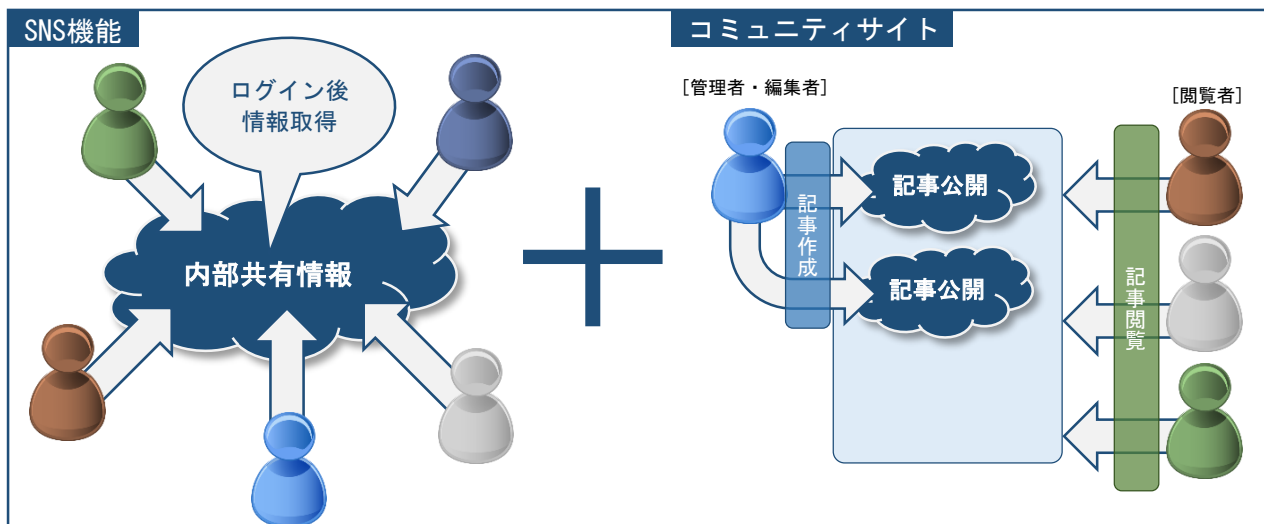 SNS機能
ログイン後
情報取得
内部共有情報
コミュニティサイト
[管理者・編集者]
[閲覧者]
記事作成
記事公開
記事公開
記事閲覧